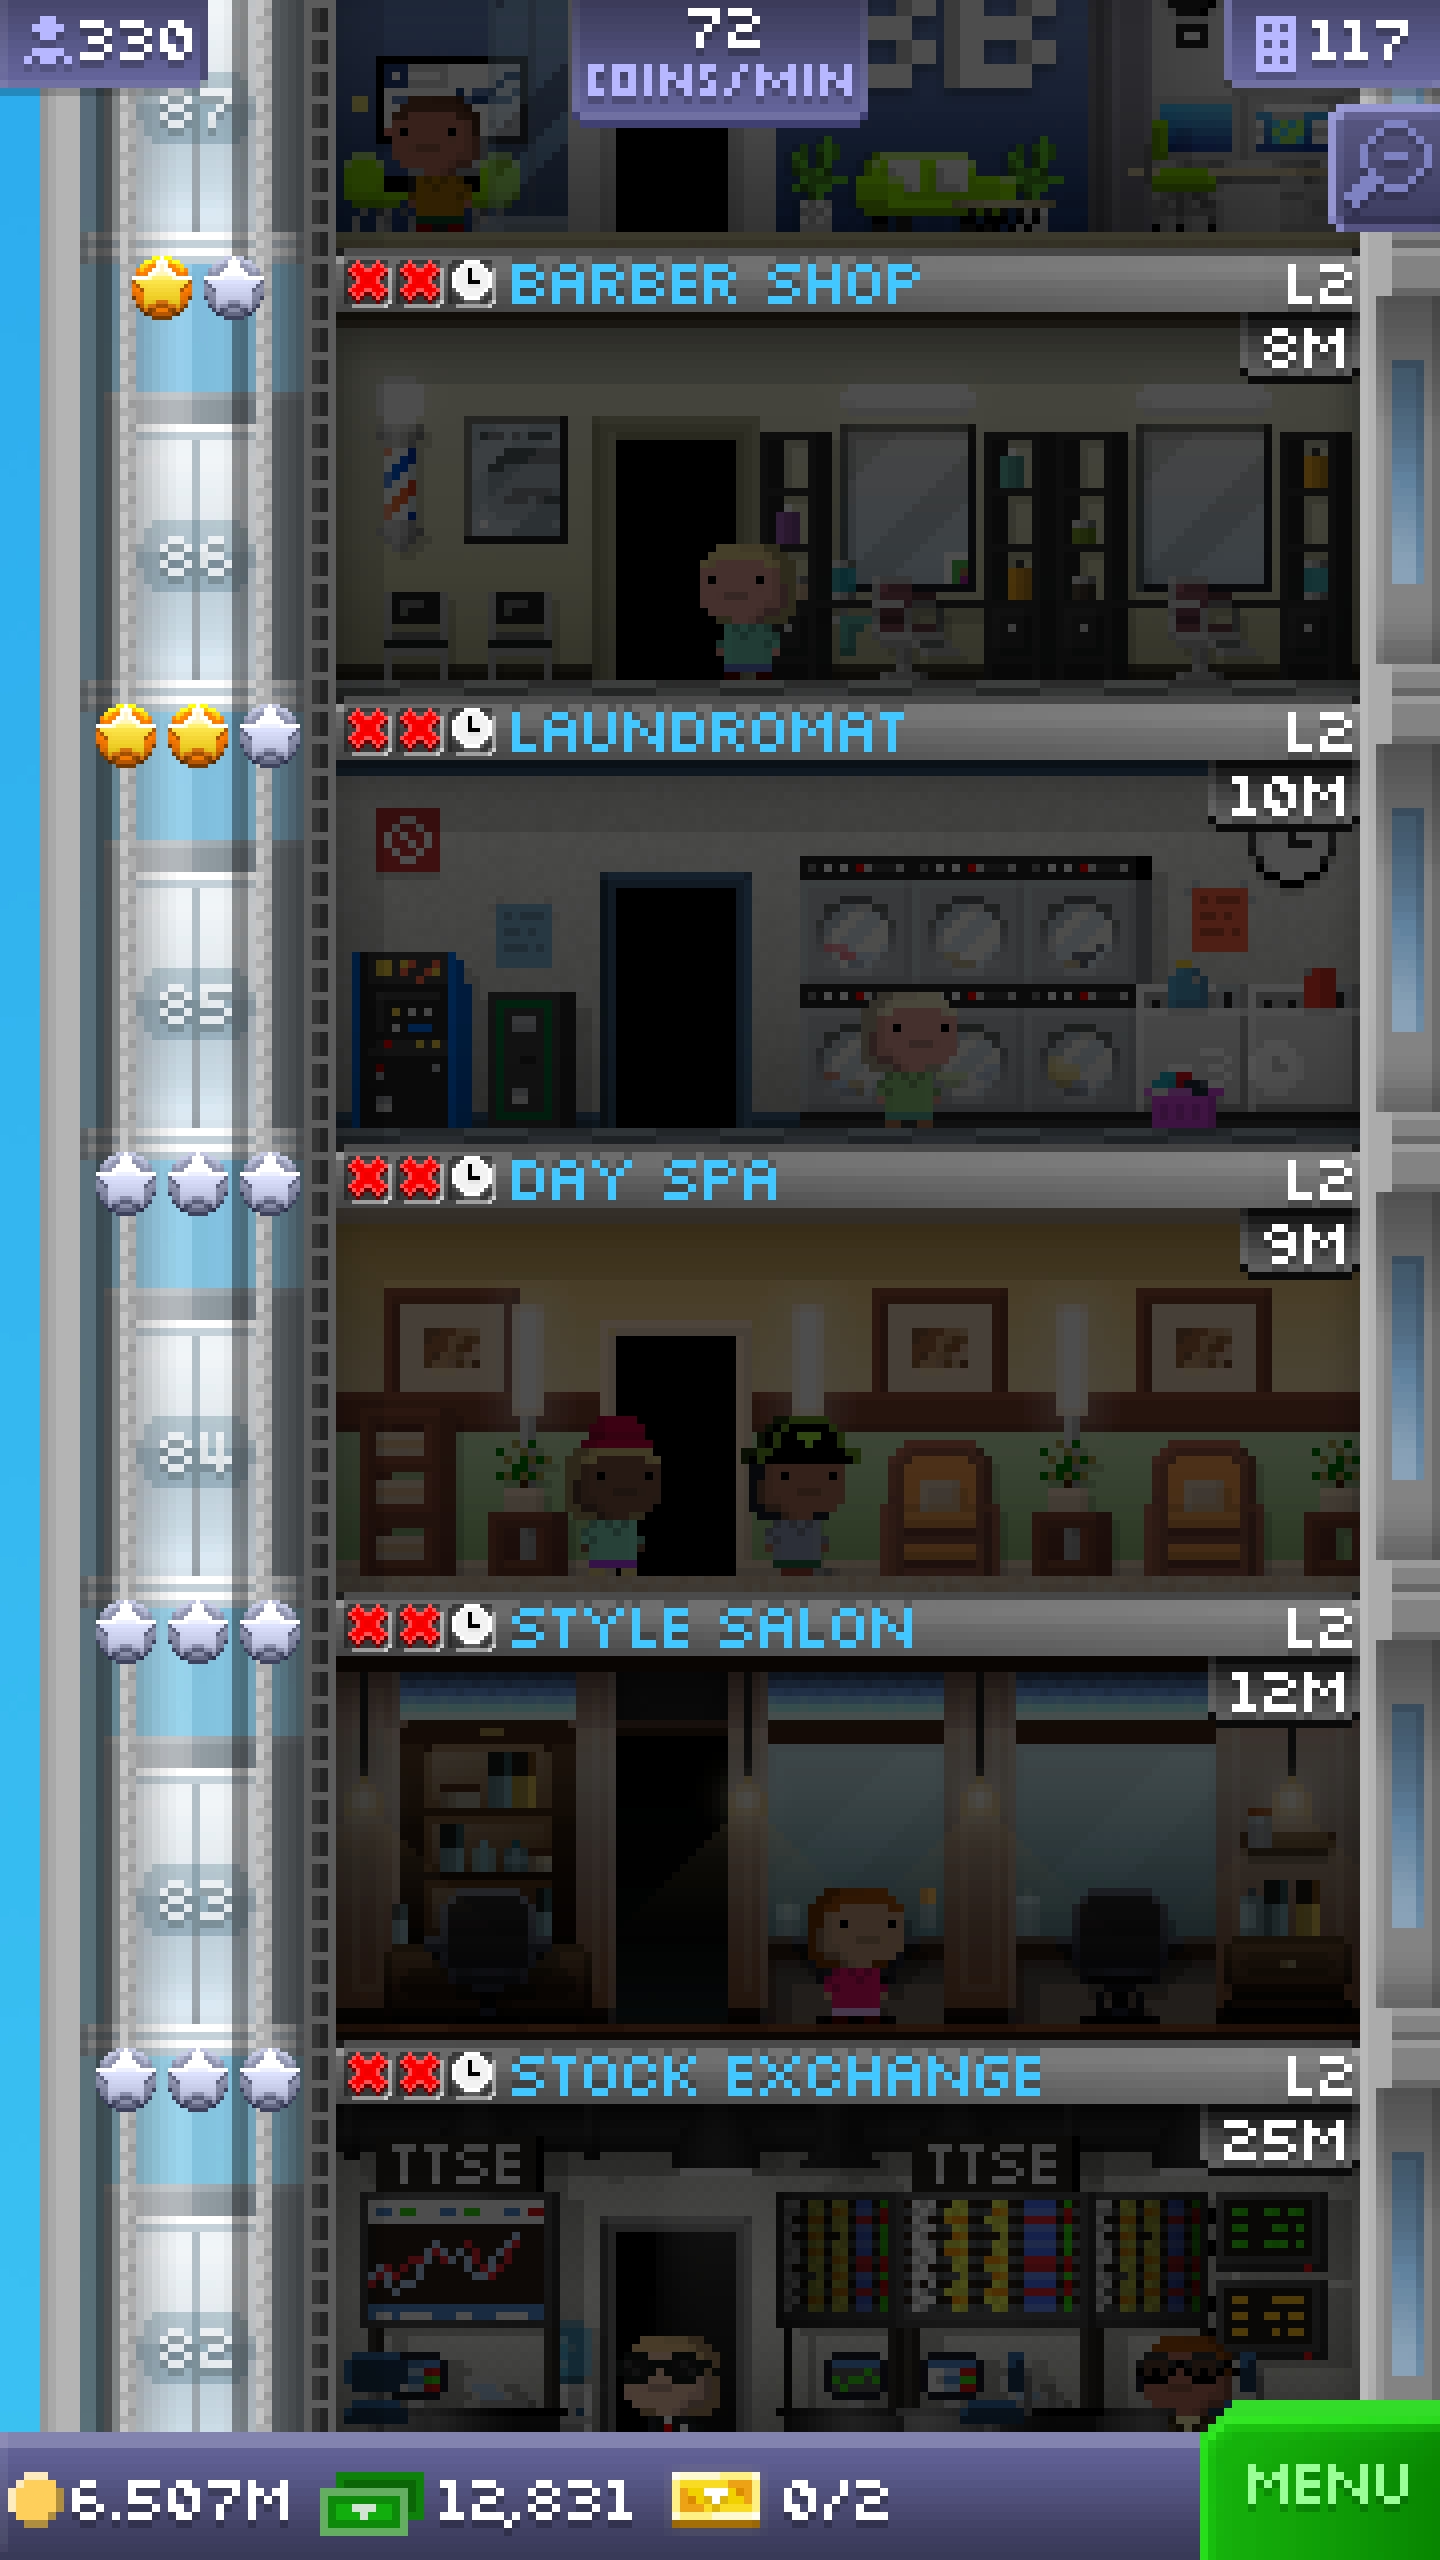 330
72
COINS/MIN
117
3B
87
BARBER SHOP L2
8M
86
LAUNDROMAT L2
10M
85
DAY SPA L2
9M
84
STYLE SALON L2
12M
83
STOCK EXCHANGE L2
25M
TTSE TTSE
82
6.507M 12,831 0/2 MENU